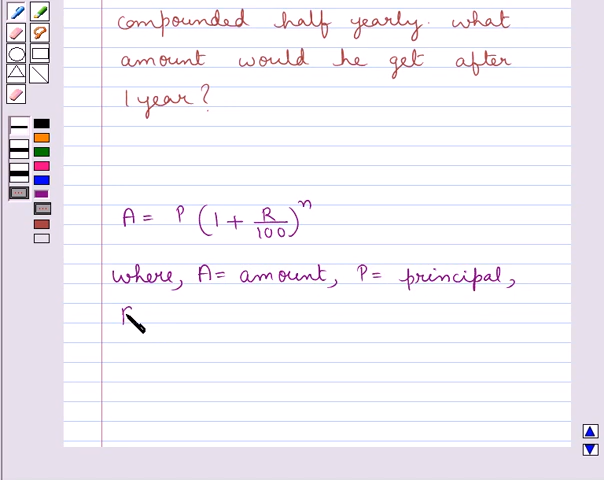 compounded half yearly. what
amount would he get after
1 year?
A = P (1 + R/100)^n
where, A = amount, P = principal,